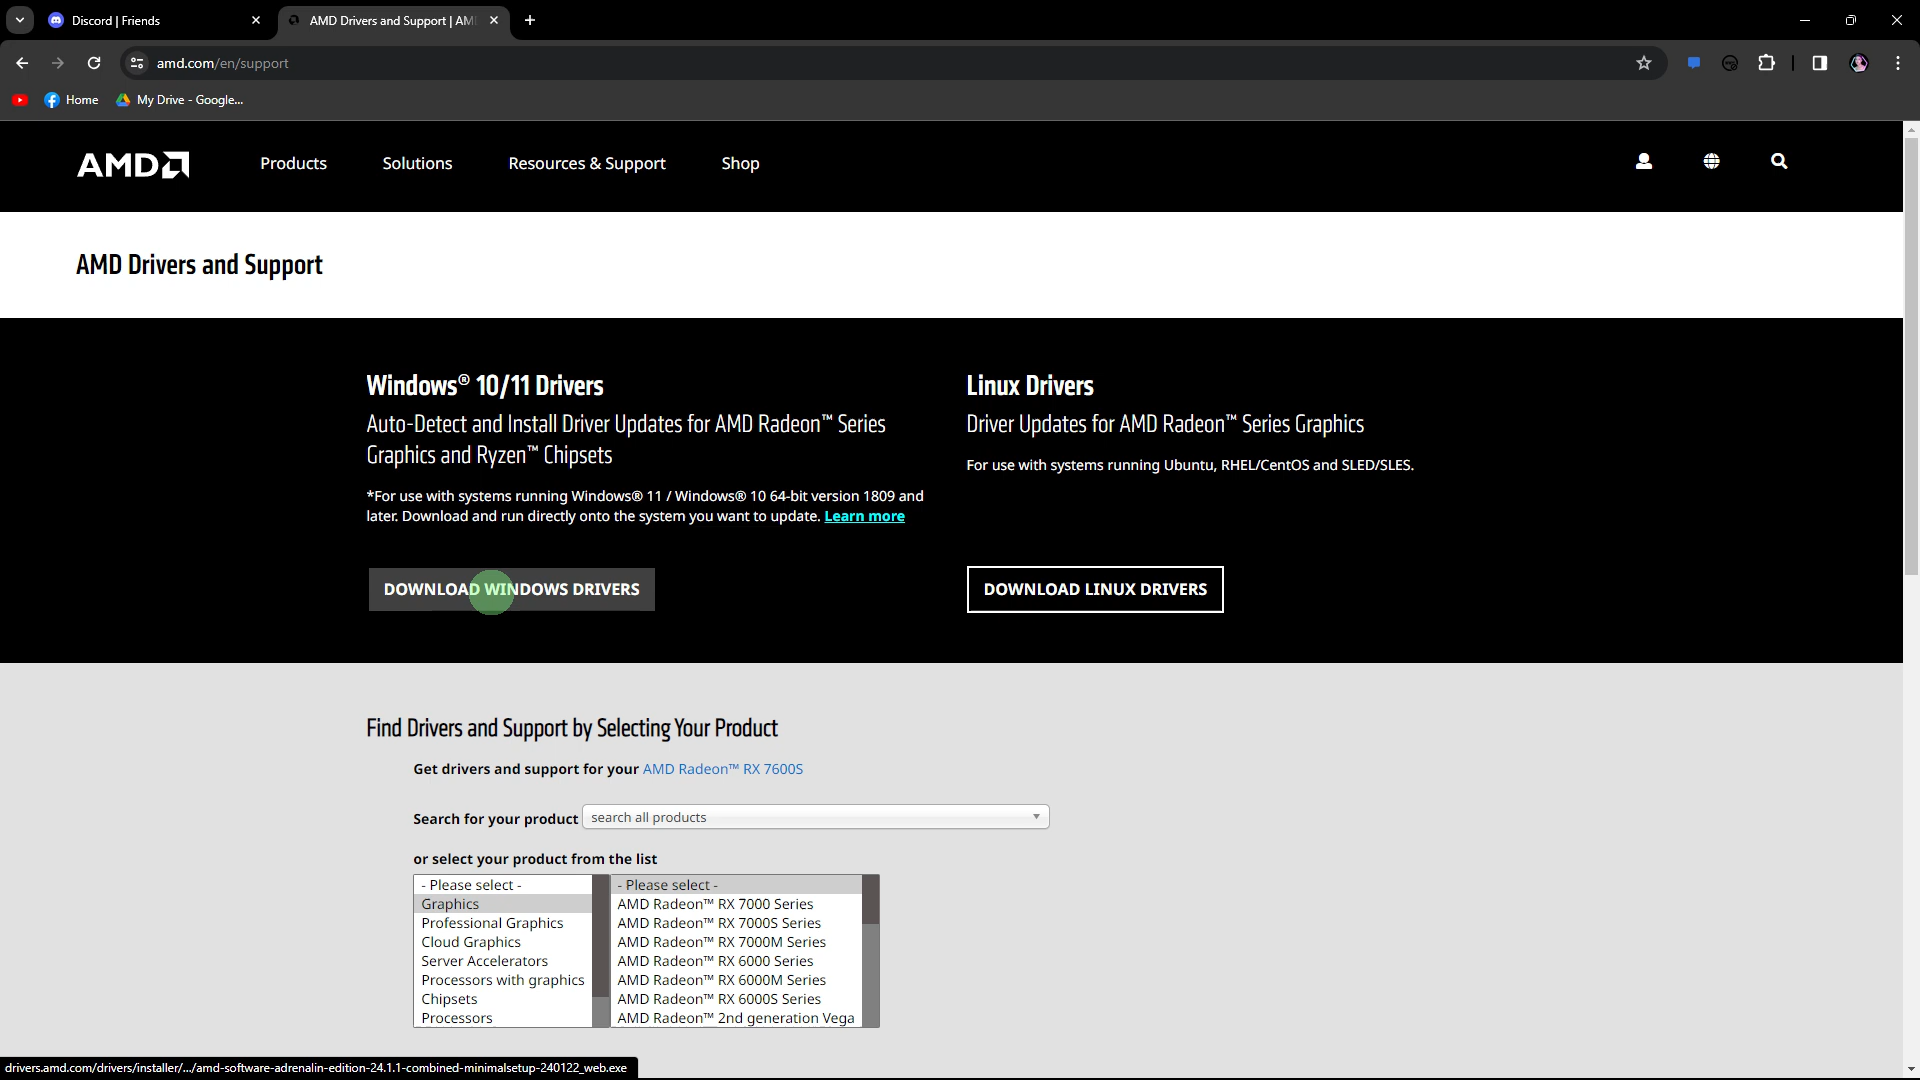 Discord | Friends
AMD Drivers and Support | AM
amd.com/en/support
Home
My Drive - Google...
AMD
Products
Solutions
Resources & Support
Shop
AMD Drivers and Support
Windows® 10/11 Drivers
Auto-Detect and Install Driver Updates for AMD Radeon™ Series
Graphics and Ryzen™ Chipsets
*For use with systems running Windows® 11 / Windows® 10 64-bit version 1809 and
later. Download and run directly onto the system you want to update. Learn more
DOWNLOAD WINDOWS DRIVERS
Linux Drivers
Driver Updates for AMD Radeon™ Series Graphics
For use with systems running Ubuntu, RHEL/CentOS and SLED/SLES.
DOWNLOAD LINUX DRIVERS
Find Drivers and Support by Selecting Your Product
Get drivers and support for your AMD Radeon™ RX 7600S
Search for your product
search all products
or select your product from the list
- Please select -
Graphics
Professional Graphics
Cloud Graphics
Server Accelerators
Processors with graphics
Chipsets
Processors
- Please select -
AMD Radeon™ RX 7000 Series
AMD Radeon™ RX 7000S Series
AMD Radeon™ RX 7000M Series
AMD Radeon™ RX 6000 Series
AMD Radeon™ RX 6000M Series
AMD Radeon™ RX 6000S Series
AMD Radeon™ 2nd generation Vega
drivers.amd.com/drivers/installer/.../amd-software-adrenalin-edition-24.1.1-combined-minimalsetup-240122_web.exe